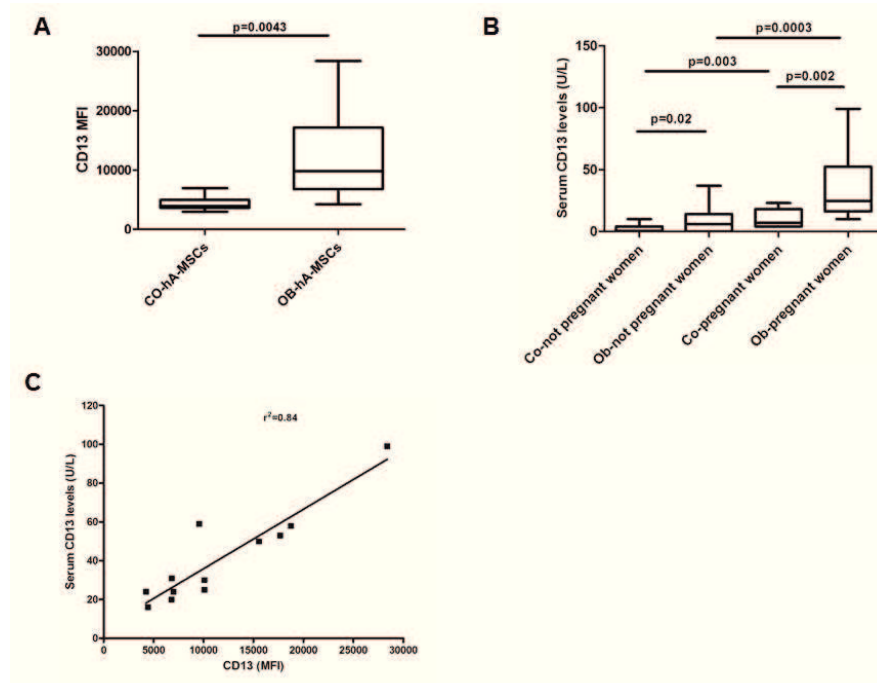 A
p=0.0043
CD13 MFI
30000
20000
10000
0
CO-hA-MSCs
OB-hA-MSCs
B
p=0.0003
p=0.003
p=0.002
p=0.02
Serum CD13 levels (U/L)
150
100
50
0
Co-not pregnant women
Ob-not pregnant women
Co-pregnant women
Ob-pregnant women
C
r²=0.84
Serum CD13 levels (U/L)
120
100
80
60
40
20
0
0 5000 10000 15000 20000 25000 30000
CD13 (MFI)